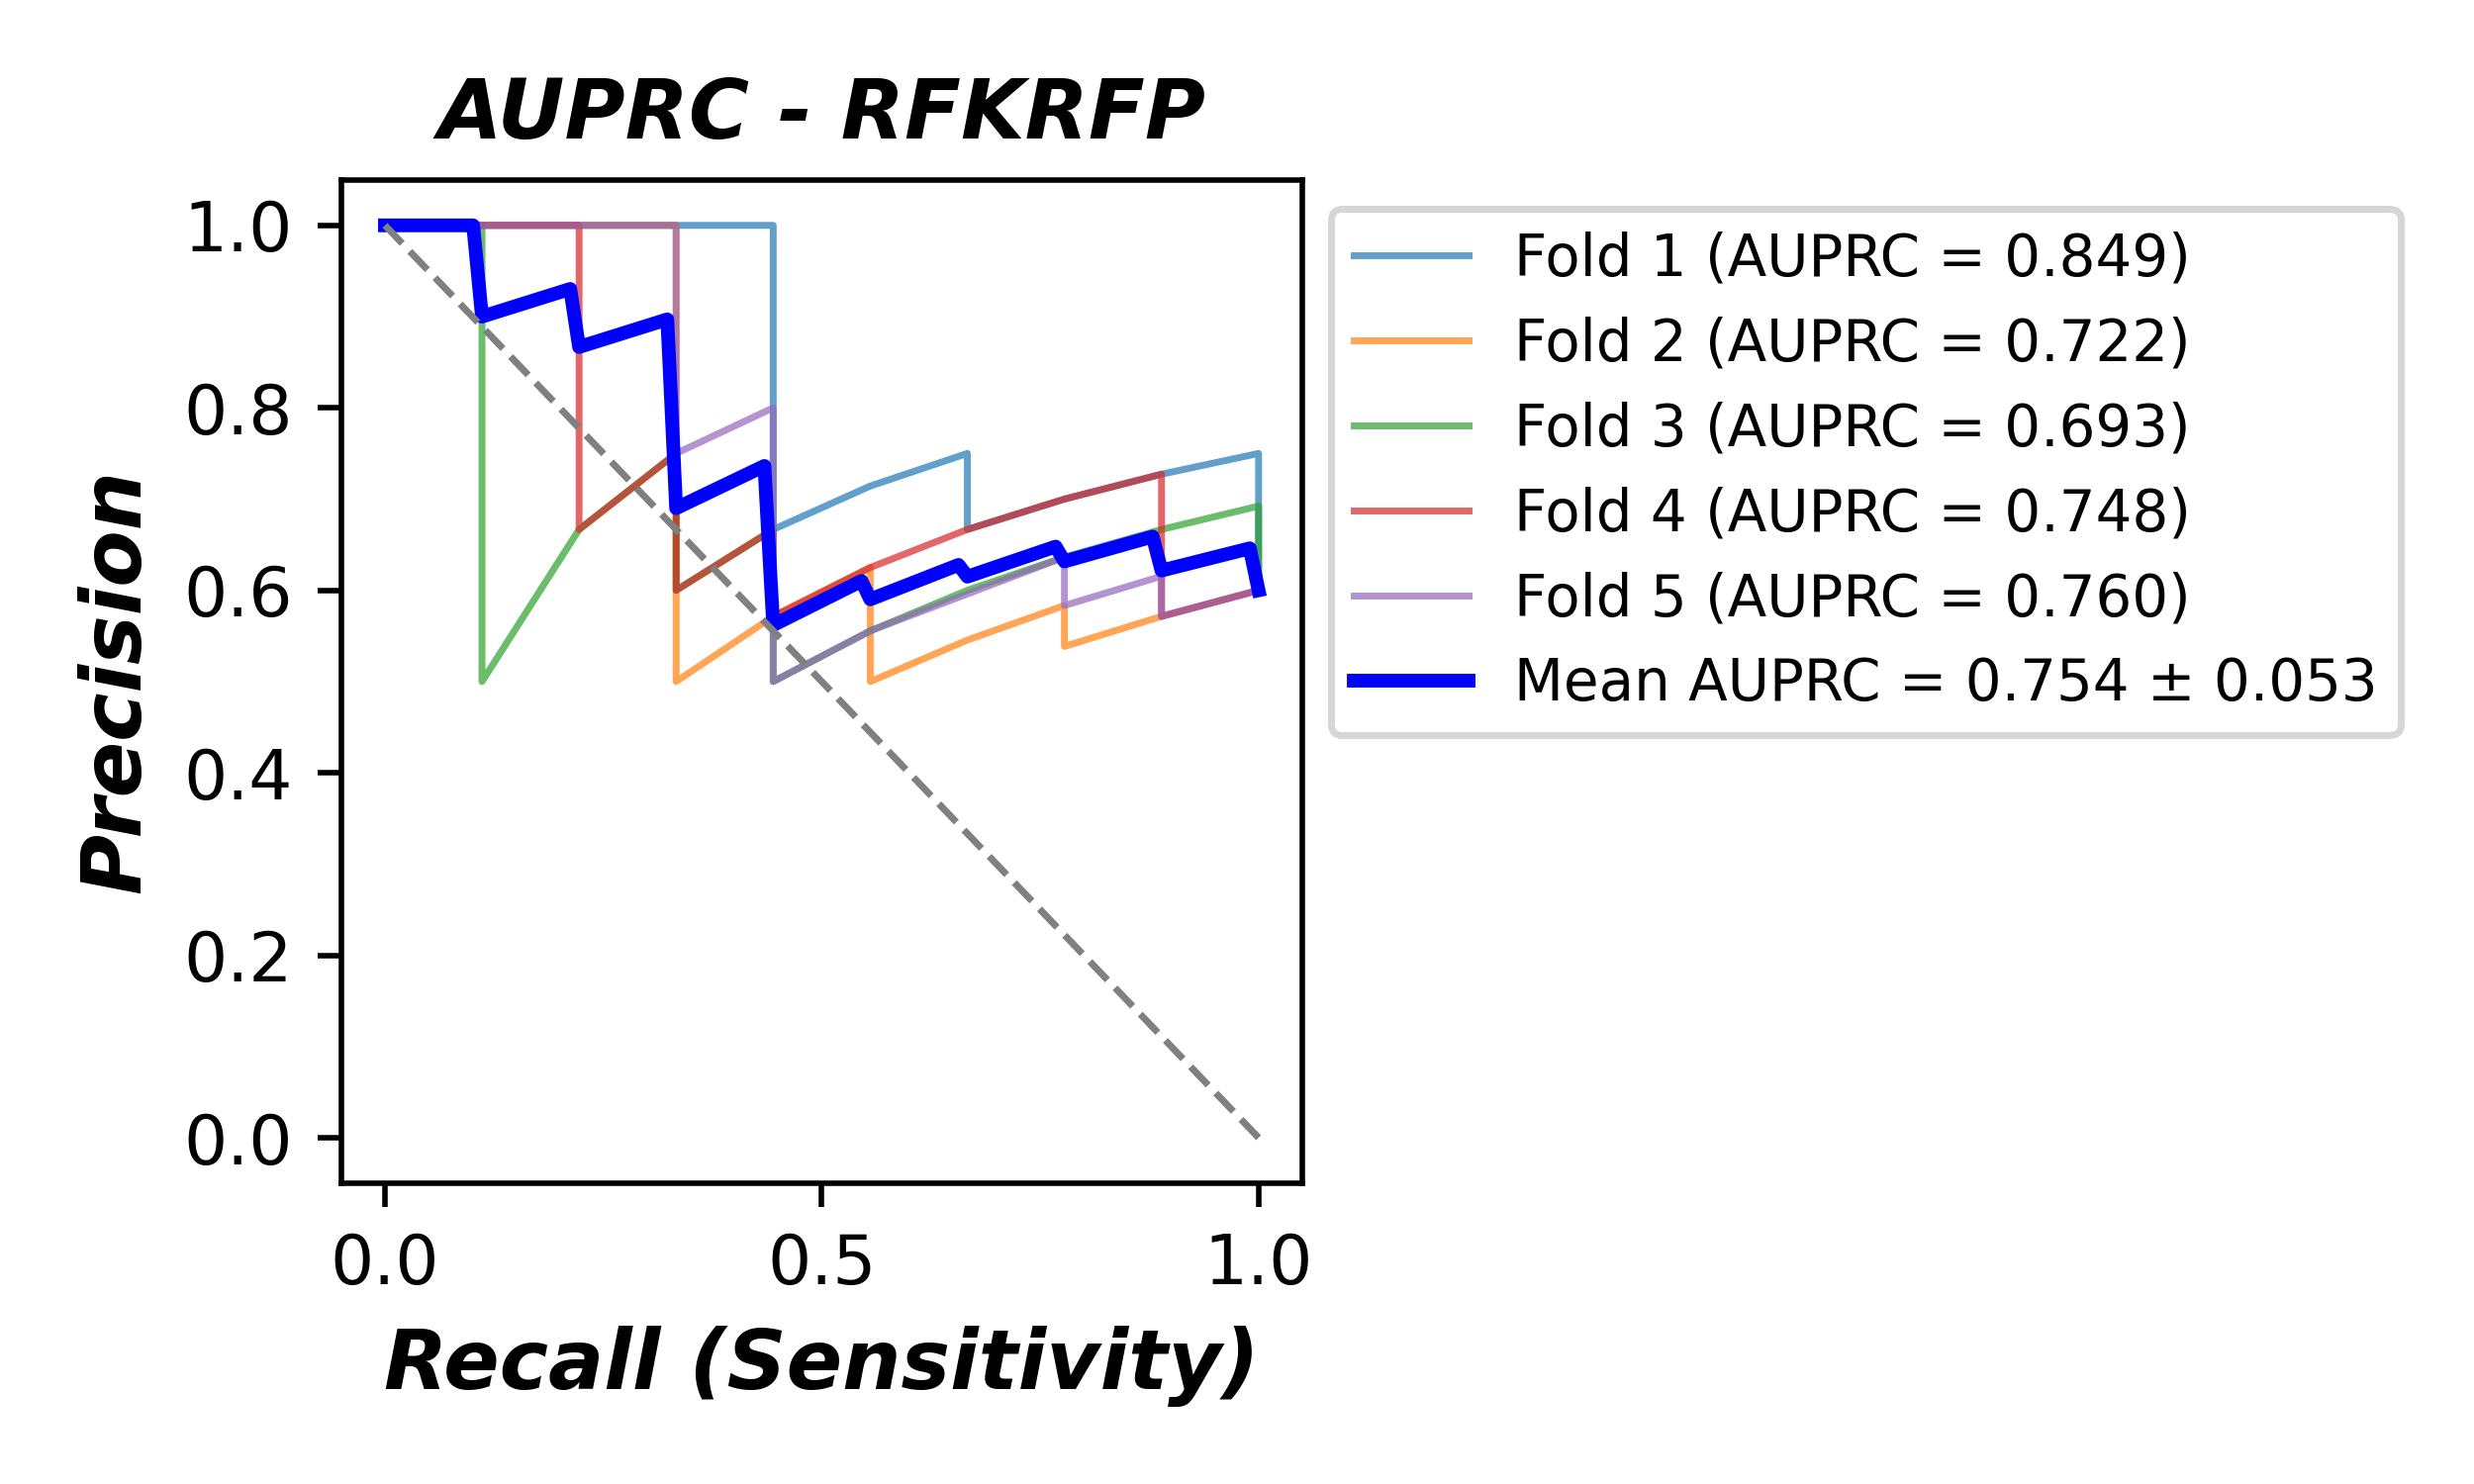 AUPRC - RFKRFP
Precision
1.0
0.8
0.6
0.4
0.2
0.0
0.0
0.5
1.0
Recall (Sensitivity)
Fold 1 (AUPRC = 0.849)
Fold 2 (AUPRC = 0.722)
Fold 3 (AUPRC = 0.693)
Fold 4 (AUPRC = 0.748)
Fold 5 (AUPRC = 0.760)
Mean AUPRC = 0.754 ± 0.053